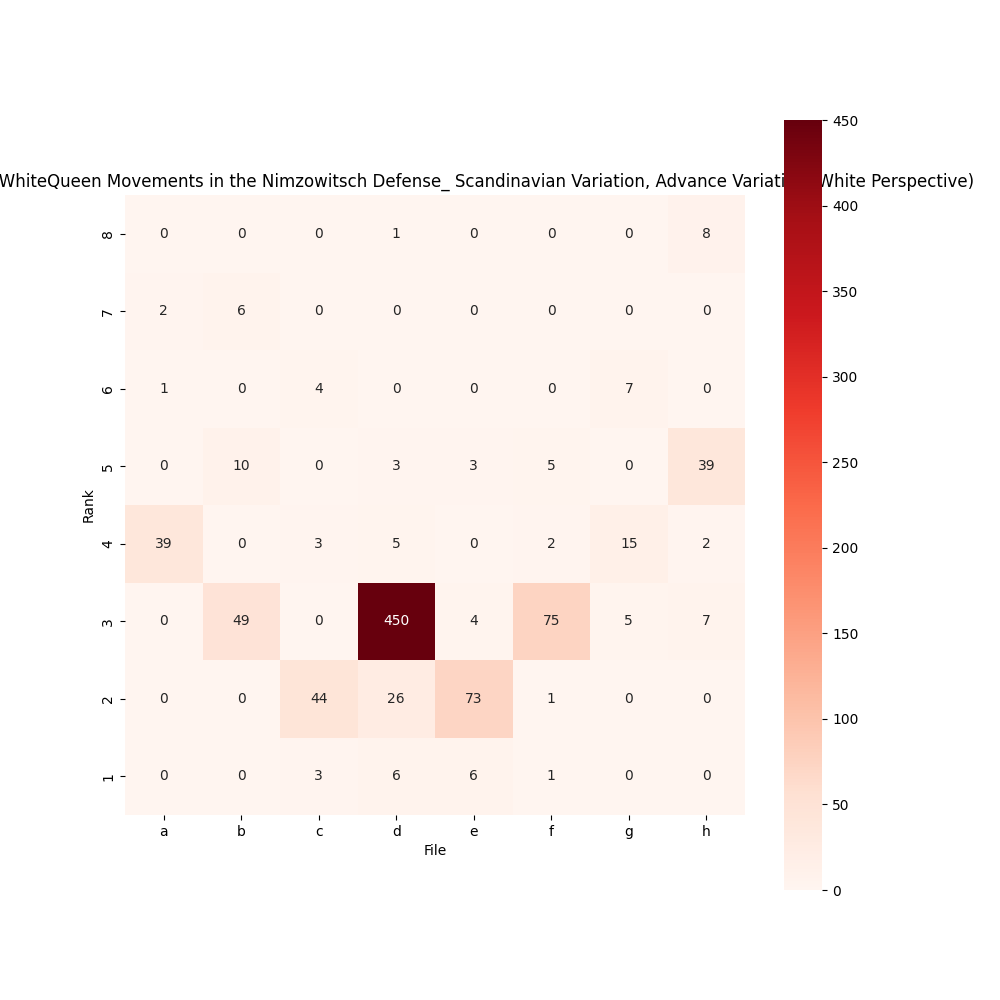 450
WhiteQueen Movements in the Nimzowitsch Defense_ Scandinavian Variation, Advance Variation White Perspective)
400
8 0 0 0 1 0 0 0 8
350
7 2 6 0 0 0 0 0 0
300
6 1 0 4 0 0 0 7 0
250
5 0 10 0 3 3 5 0 39
Rank
200
4 39 0 3 5 0 2 15 2
150
3 0 49 0 450 4 75 5 7
100
2 0 0 44 26 73 1 0 0
50
1 0 0 3 6 6 1 0 0
a b c d e f g h
File
0